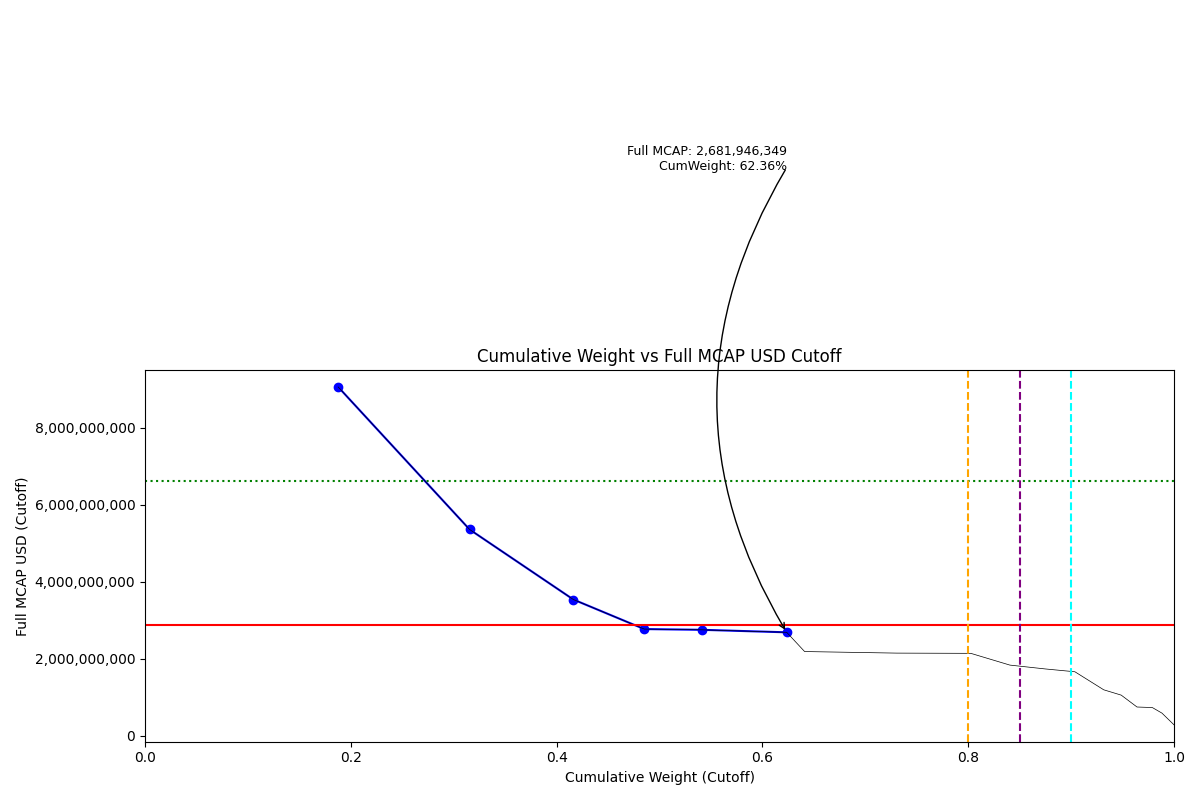 Full MCAP: 2,681,946,349
CumWeight: 62.36%
Cumulative Weight vs Full MCAP USD Cutoff
Full MCAP USD (Cutoff)
8,000,000,000
6,000,000,000
4,000,000,000
2,000,000,000
0
0.0 0.2 0.4 0.6 0.8 1.0
Cumulative Weight (Cutoff)